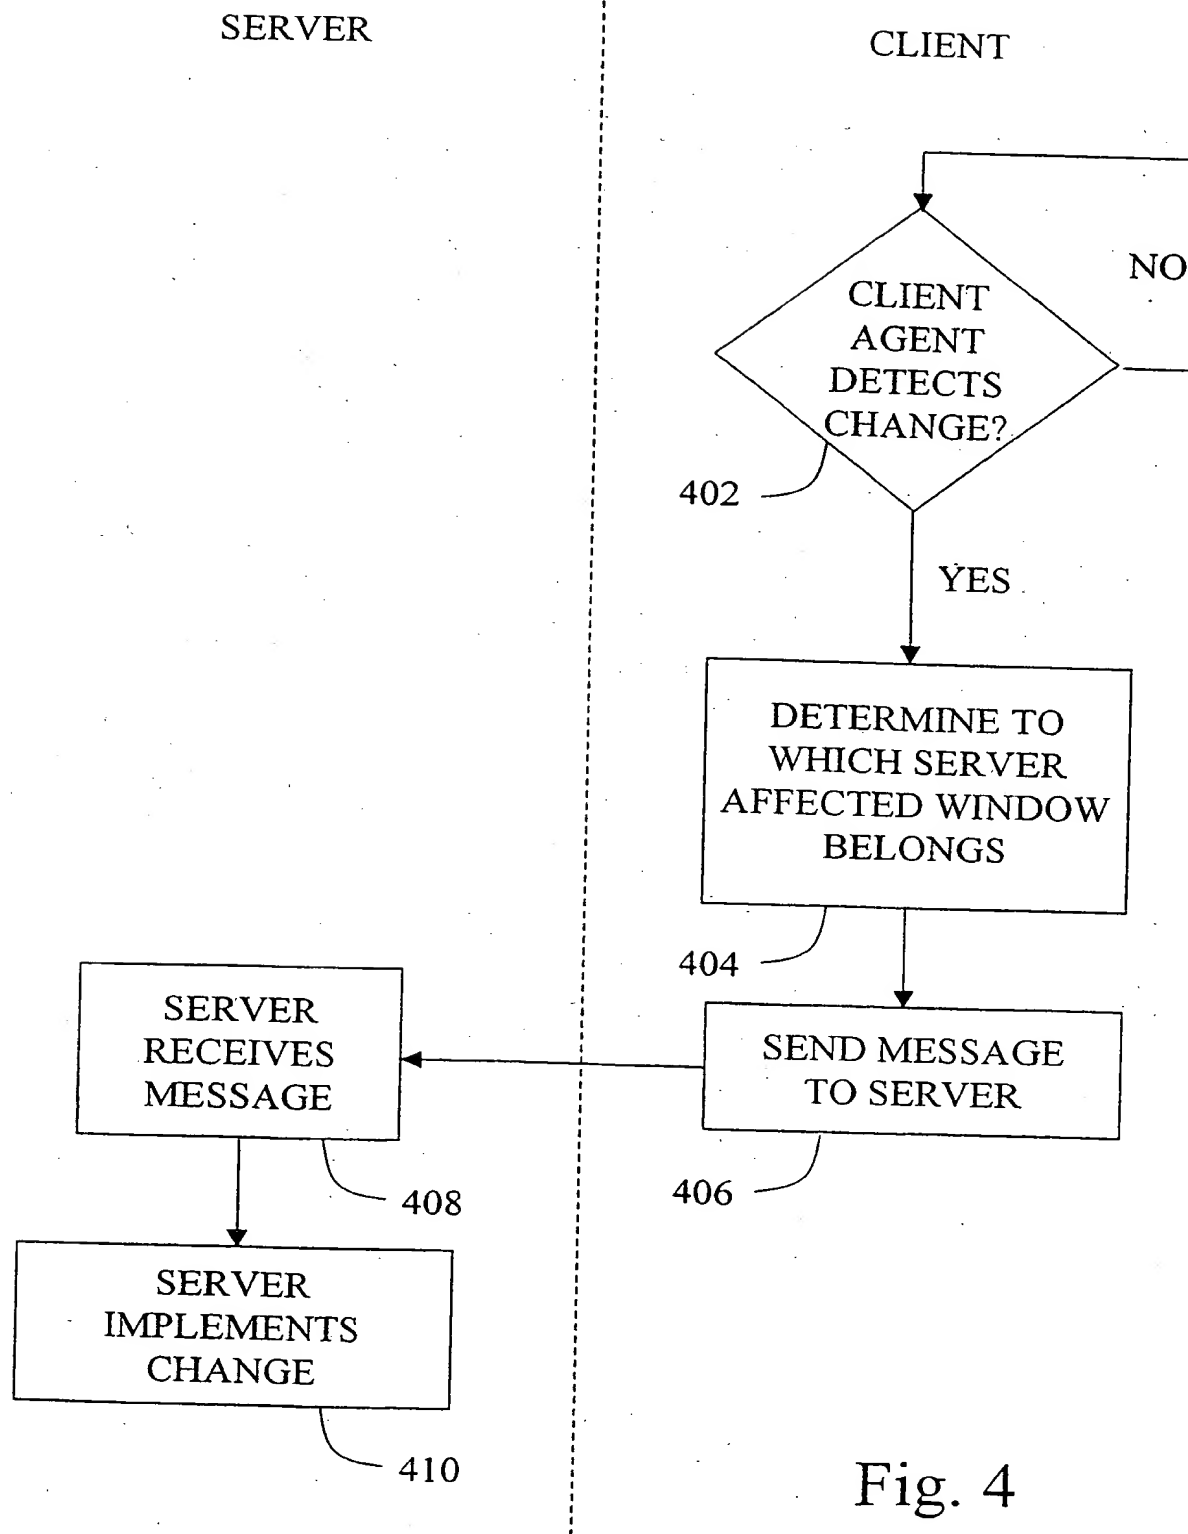 SERVER
CLIENT
NO
CLIENT
AGENT
DETECTS
CHANGE?
402
YES
DETERMINE TO
WHICH SERVER
AFFECTED WINDOW
BELONGS
404
SEND MESSAGE
TO SERVER
406
SERVER
RECEIVES
MESSAGE
408
SERVER
IMPLEMENTS
CHANGE
410
Fig. 4